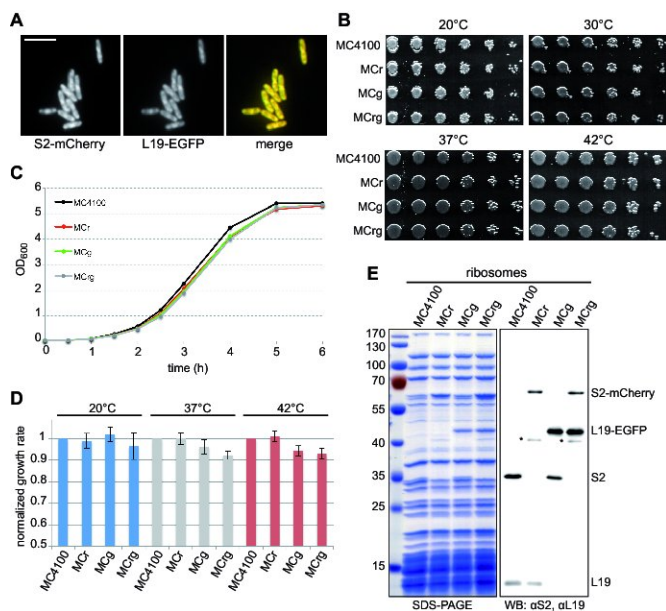 A
S2-mCherry
L19-EGFP
merge
B
20°C
30°C
MC4100
MCr
MCg
MCrg
37°C
42°C
MC4100
MCr
MCg
MCrg
C
6
5
4
3
2
1
0
OD600
MC4100
MCr
MCg
MCrg
0
1
2
3
4
5
6
time (h)
D
20°C
37°C
42°C
normalized growth rate
1
0.9
0.8
0.7
0.6
0.5
MC4100
MCr
MCg
MCrg
MC4100
MCr
MCg
MCrg
MC4100
MCr
MCg
MCrg
E
ribosomes
MC4100
MCr
MCg
MCrg
MC4100
MCr
MCg
MCrg
170
130
100
70
55
40
35
25
15
S2-mCherry
L19-EGFP
*
*
S2
L19
SDS-PAGE
WB: αS2, αL19